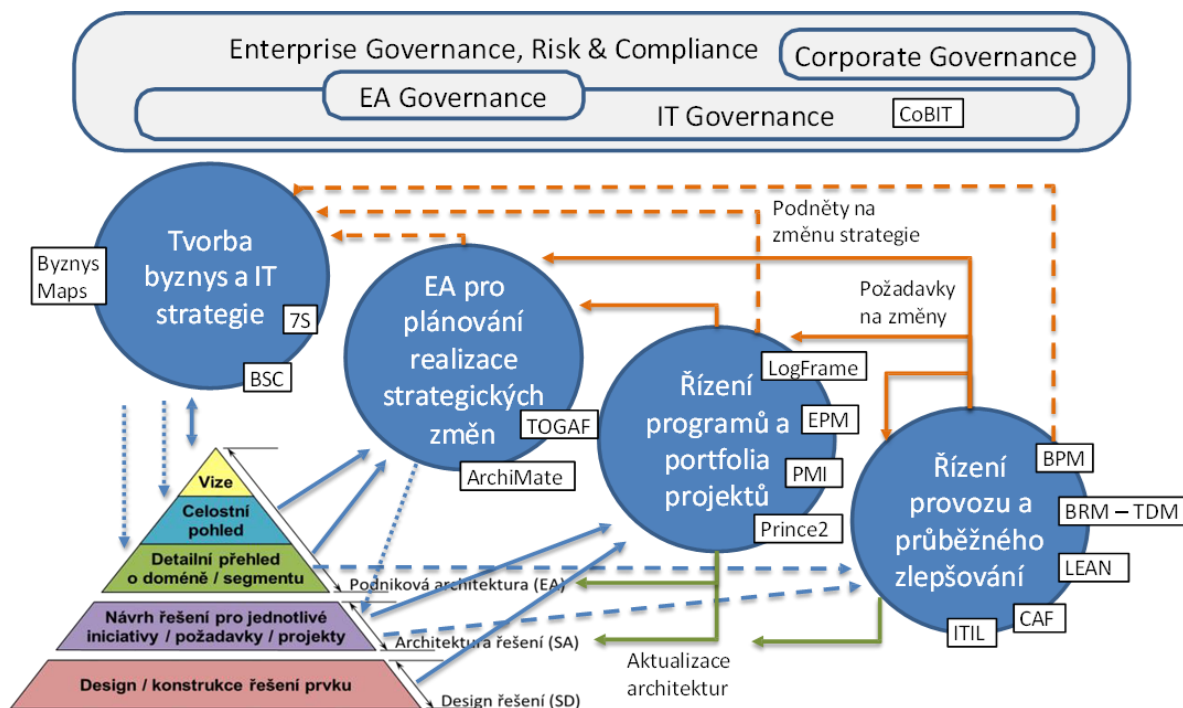 Enterprise Governance, Risk & Compliance
Corporate Governance
EA Governance
IT Governance
CoBIT
Tvorba
byznys a IT
strategie
Byznys
Maps
7S
BSC
Podněty na
změnu strategie
EA pro
plánování
realizace
strategických
změn
TOGAF
ArchiMate
Požadavky
na změny
LogFrame
Řízení
programů a
portfolia
projektů
EPM
PMI
Prince2
Řízení
provozu a
průběžného
zlepšování
BPM
BRM – TDM
LEAN
CAF
ITIL
Vize
Celostní
pohled
Detailní přehled
o doméně / segmentu
Podniková architektura (EA)
Návrh řešení pro jednotlivé
iniciativy / požadavky / projekty
Architektura řešení (SA)
Design / konstrukce řešení prvku
Design řešení (SD)
Aktualizace
architektur